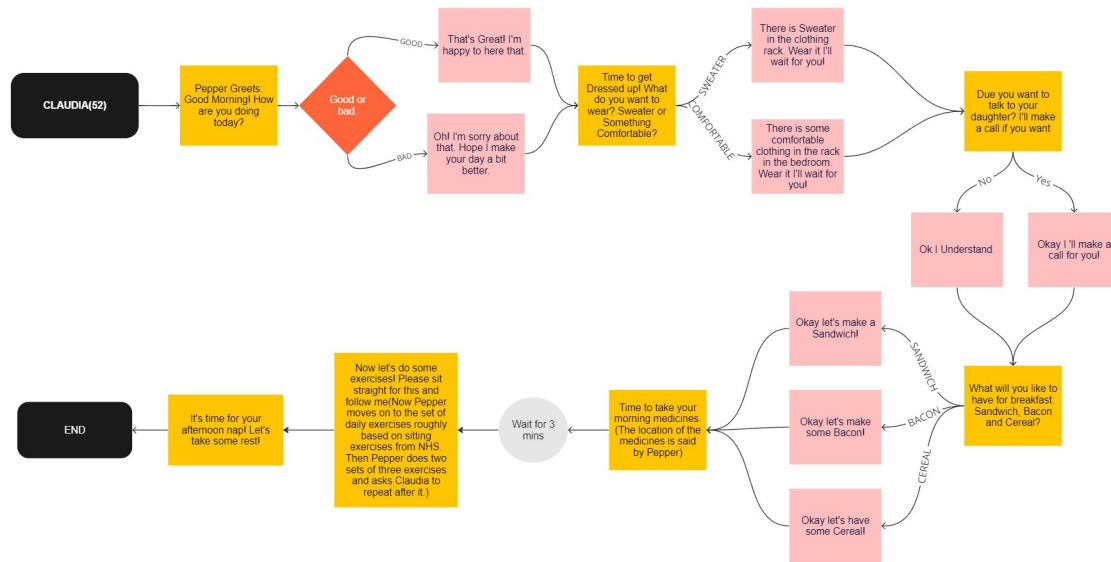 CLAUDIA(52)
Pepper Greets:
Good Morning! How
are you doing
today?
Good or
bad.
GOOD
BAD
That's Great! I'm
happy to here that.
Oh! I'm sorry about
that. Hope I make
your day a bit
better.
Time to get
Dressed up! What
do you want to
wear? Sweater or
Something
Comfortable?
SWEATER
COMFORTABLE
There is Sweater
in the clothing
rack. Wear it I'll
wait for you!
There is some
comfortable
clothing in the rack
in the bedroom.
Wear it I'll wait for
you!
Due you want to
talk to your
daughter? I'll make
a call if you want
No
Yes
Ok I Understand.
Okay I 'll make a
call for you!
What will you like to
have for breakfast:
Sandwich, Bacon
and Cereal?
SANDWICH
BACON
CEREAL
Okay let's make a
Sandwich!
Okay let's make
some Bacon!
Okay let's have
some Cereal!
Time to take your
morning medicines.
(The location of the
medicines is said
by Pepper)
Wait for 3
mins
Now let's do some
exercises! Please sit
straight for this and
follow me(Now Pepper
moves on to the set of
daily exercises roughly
based on sitting
exercises from NHS.
Then Pepper does two
sets of three exercises
and asks Claudia to
repeat after it.)
It's time for your
afternoon nap! Let's
take some rest!
END